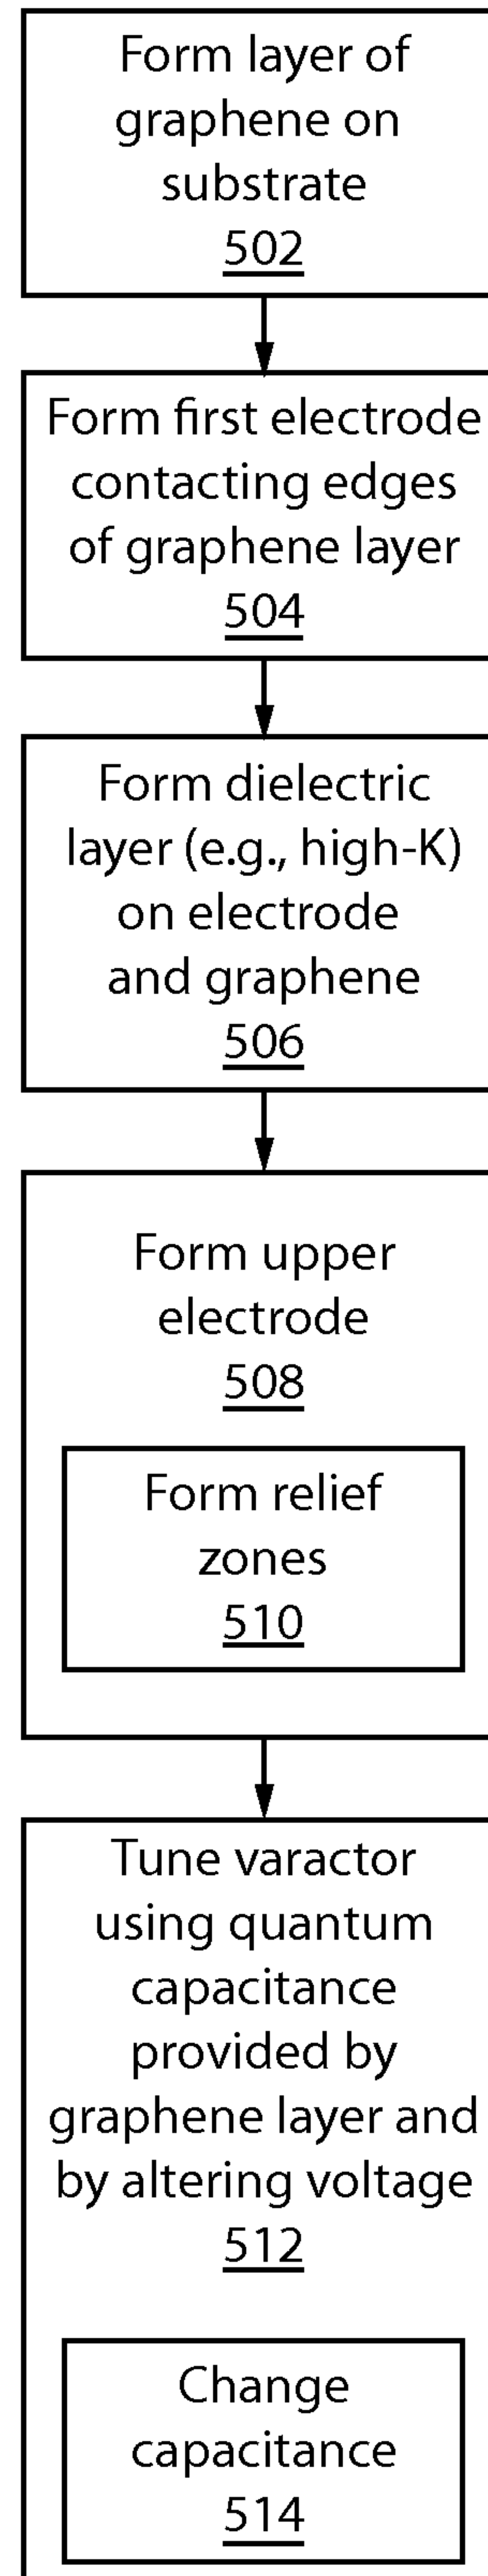 Form layer of
graphene on
substrate
502
Form first electrode
contacting edges
of graphene layer
504
Form dielectric
layer (e.g., high-K)
on electrode
and graphene
506
Form upper
electrode
508
Form relief
zones
510
Tune varactor
using quantum
capacitance
provided by
graphene layer and
by altering voltage
512
Change
capacitance
514